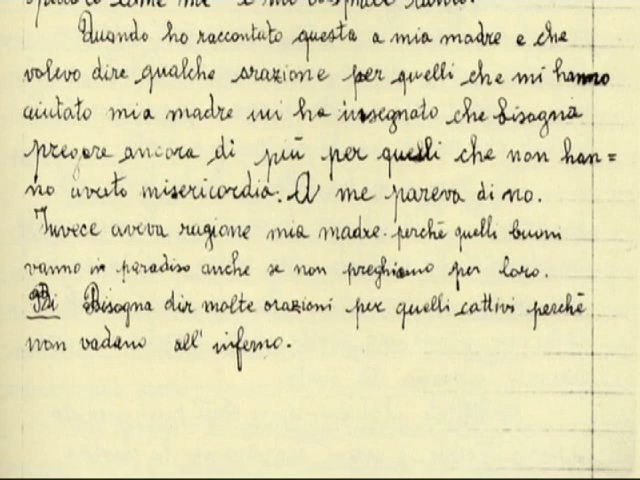 come me
Quando ho raccontato questa a mia madre e che
volevo dire qualche orazione per quelli che mi hanno
aiutato mia madre mi ha insegnato che bisogna
pregare ancora di più per quelli che non han=
no avuto misericordia. A me pareva di no.
Invece aveva ragione mia madre perchè quelli buoni
vanno in paradiso anche se non preghiamo per loro.
Bisogna dir molte orazioni per quelli cattivi perchè
non vadano all' inferno.